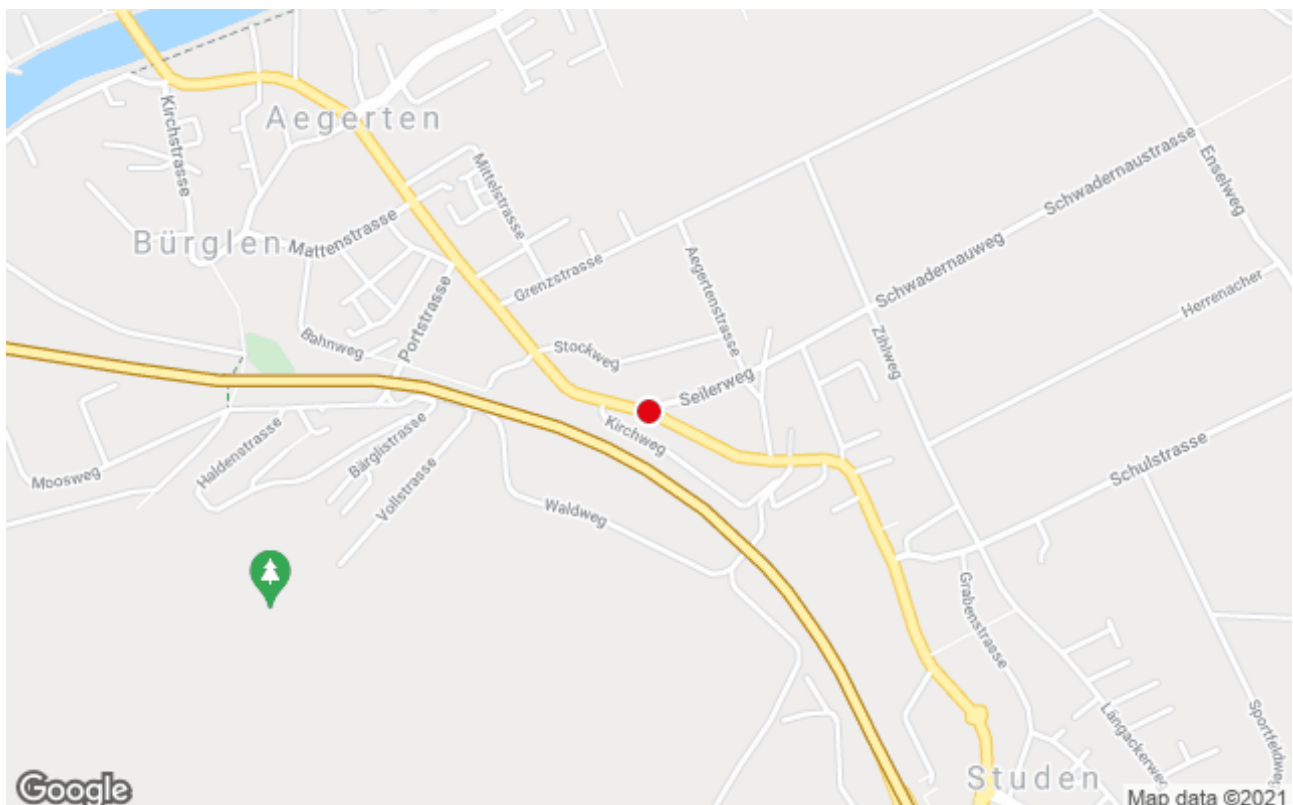 Aegerten
Kirchstrasse
Enselweg
Mittelstrasse
Schwadernaustrasse
Bürglen
Mattenstrasse
Aegertenstrasse
Schwadernauweg
Grenzstrasse
Herrenacher
Portstrasse
Zihlweg
Bahnweg
Stockweg
Seilerweg
Kirchweg
Haldenstrasse
Bärglistrasse
Moosweg
Vollstrasse
Schulstrasse
Waldweg
Grabenstrasse
Längackerweg
Sportfeldweg
Studen
Google
Map data ©2021